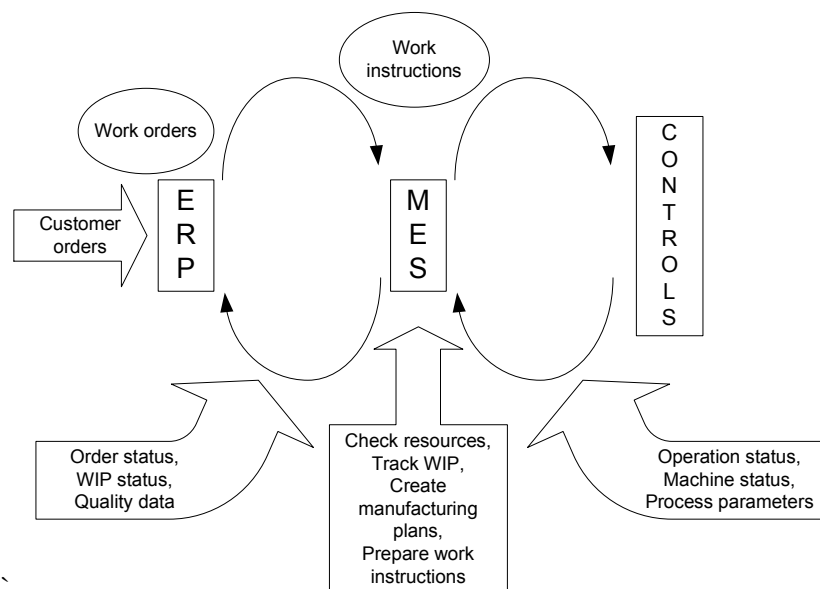 Work
instructions
Work orders
Customer
orders
E
R
P
M
E
S
C
O
N
T
R
O
L
S
Order status,
WIP status,
Quality data
Check resources,
Track WIP,
Create
manufacturing
plans,
Prepare work
instructions
Operation status,
Machine status,
Process parameters
`